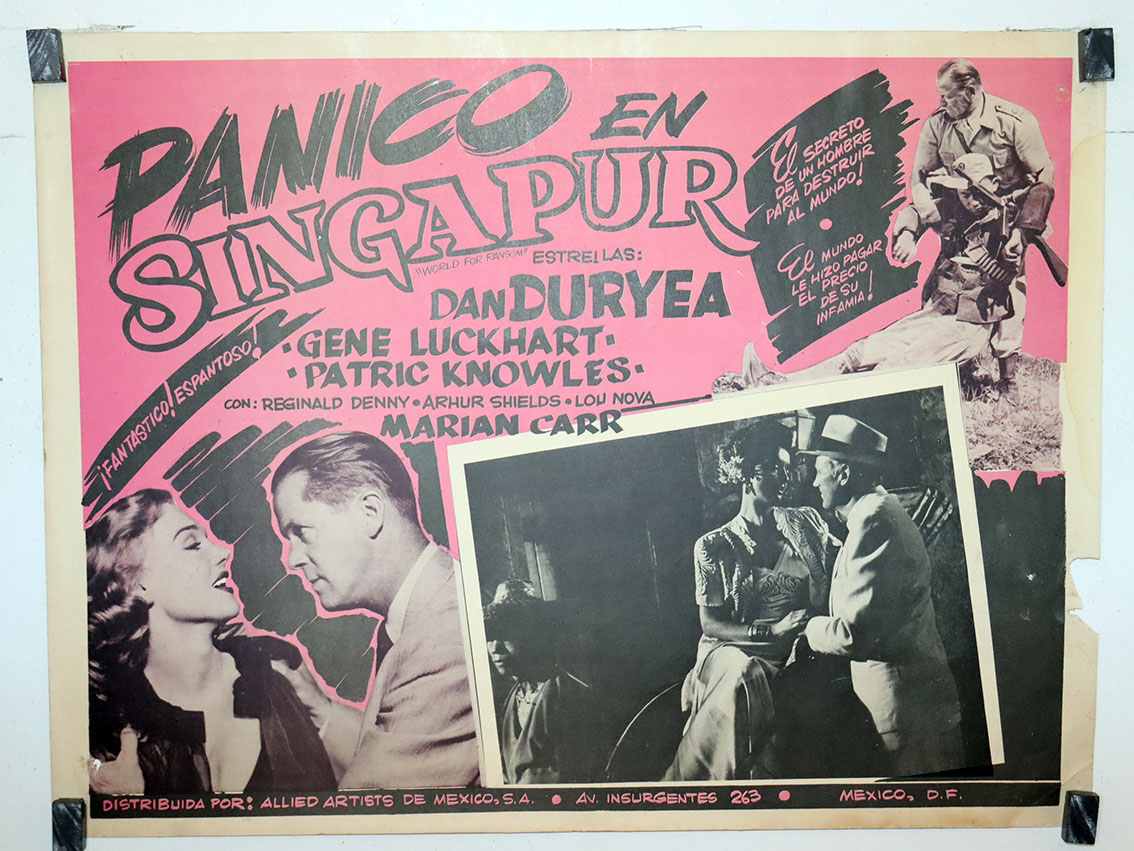 PANICO EN
SINGAPUR
"WORLD FOR RANSOM"
ESTRELLAS:
DAN DURYEA
• GENE LUCKHART •
• PATRIC KNOWLES •
CON: REGINALD DENNY • ARHUR SHIELDS • LOU NOVA
MARIAN CARR
¡FANTASTICO! ESPANTOSO!
El SECRETO
DE UN HOMBRE
PARA DESTRUIR
AL MUNDO!
El MUNDO
LE HIZO PAGAR
EL PRECIO
DE SU
INFAMIA!
DISTRIBUIDA POR: ALLIED ARTISTS DE MEXICO, S.A. • AV. INSURGENTES 263 • MEXICO, D.F.